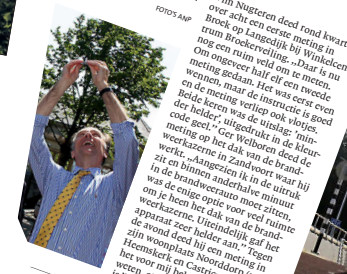 FOTO'S ANP
im Nugteren deed rond kwart
over acht een eerste meting in
Broek op Langedijk bij Winkelcen
trum Broekerveiling. „Daar is nu
nog een ruim veld om te meten.
Om ongeveer half elf een tweede
meting gedaan. Het was eerst even
wennen, maar de instructie is goed
en de meting verliep ook vlotjes.
Beide keren was de uitslag: 'min-
der helder', uitgedrukt in de kleur-
code geel." Ger Welborn deed de
meting op het dak van de brand-
weerkazerne in Zandvoort waar hij
werkt. „Aangezien ik in de uitruk
zit en binnen anderhalve minuut
in de brandweerauto moet zitten,
was de enige optie voor veel ruimte
om je heen het dak van de brand-
weerkazerne. Uiteindelijk gaf het
apparaat zeer helder aan." Tegen
de avond deed hij een meting in
zijn woonplaats Noorddorn
Heemskerk en Castric
het voor mij be
weten